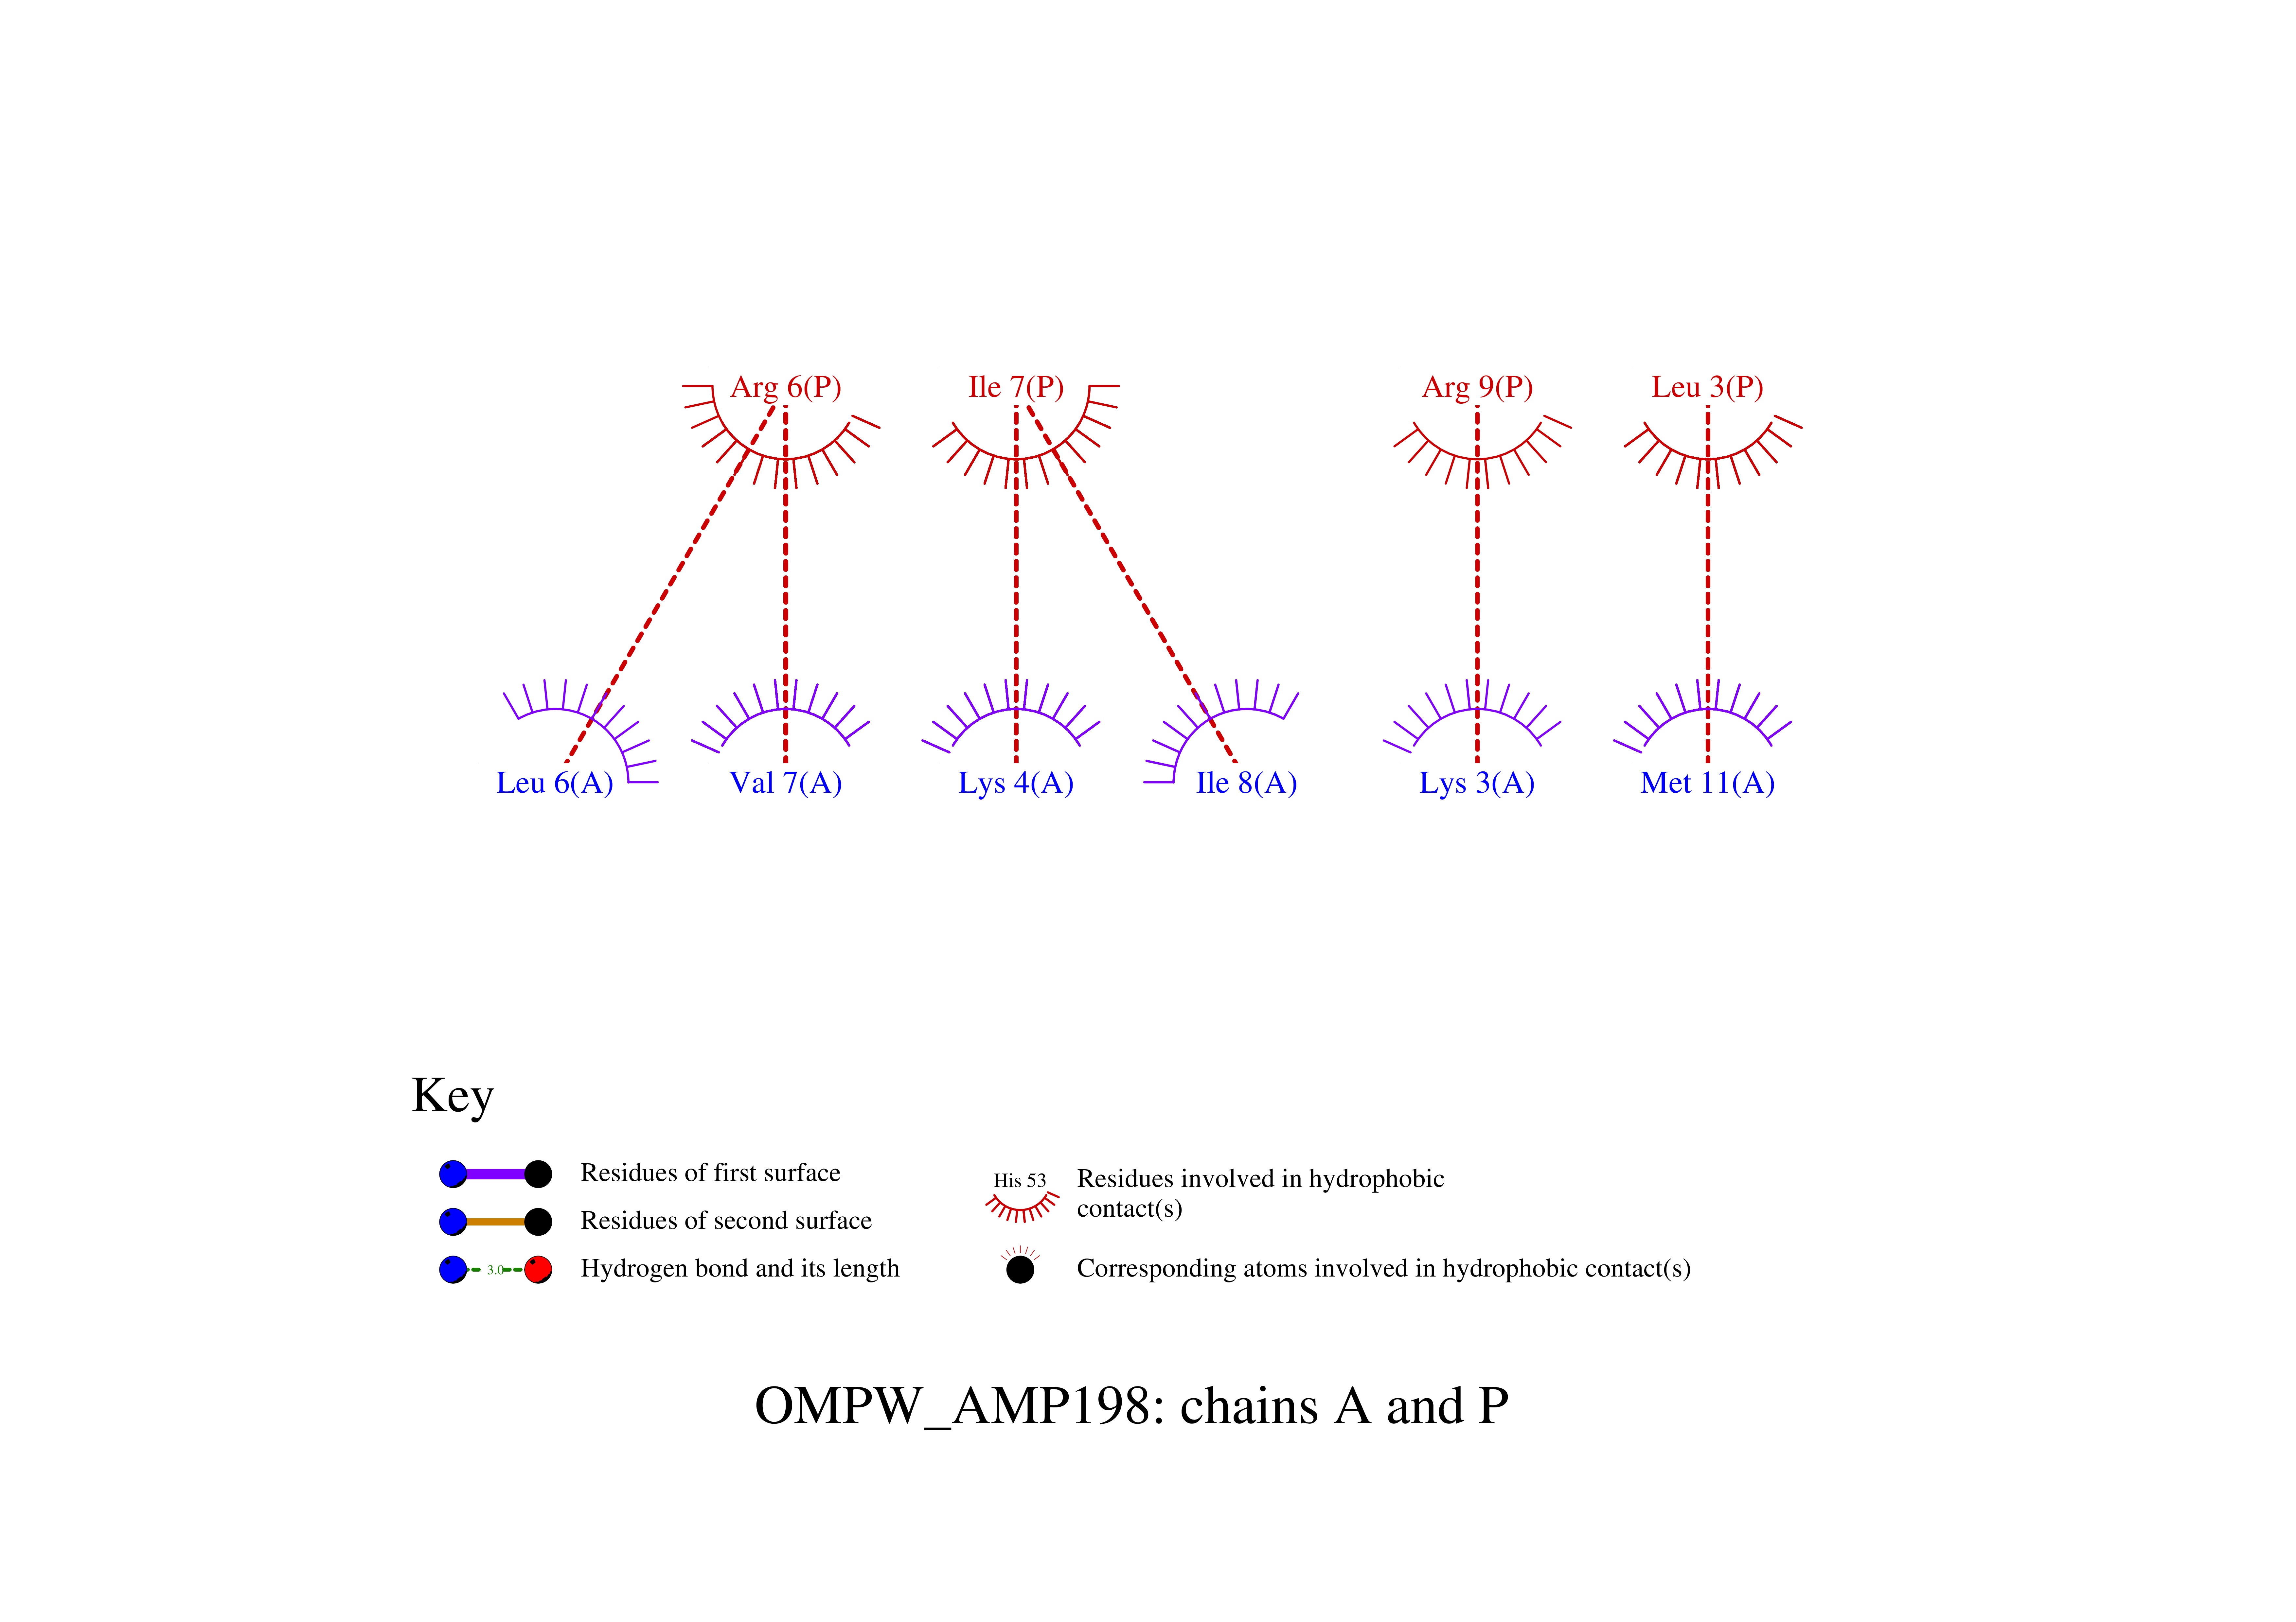 Arg 6(P) Ile 7(P) Arg 9(P) Leu 3(P)
Leu 6(A) Val 7(A) Lys 4(A) Ile 8(A) Lys 3(A) Met 11(A)
Key
Residues of first surface
Residues of second surface
3.0 Hydrogen bond and its length
His 53 Residues involved in hydrophobic
contact(s)
Corresponding atoms involved in hydrophobic contact(s)
OMPW_AMP198: chains A and P